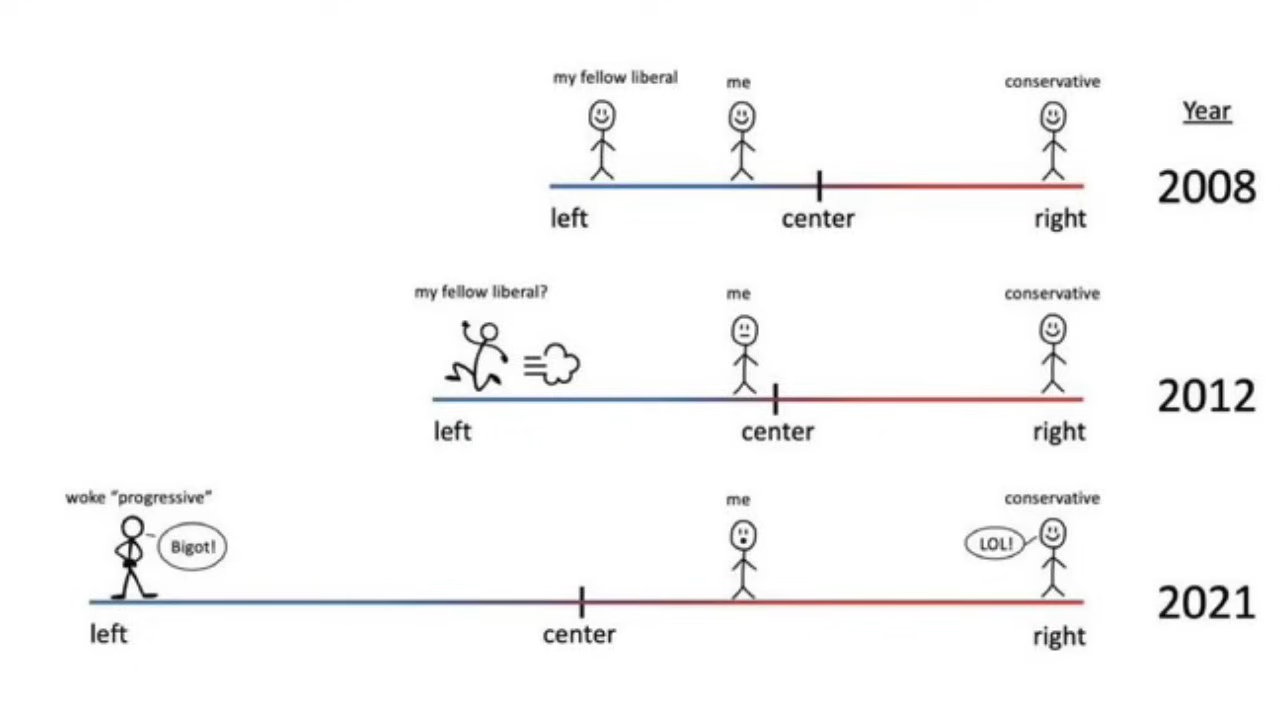 my fellow liberal
me
conservative
Year
2008
left
center
right
my fellow liberal?
me
conservative
2012
left
center
right
woke “progressive”
me
conservative
Bigot!
LOL!
2021
left
center
right